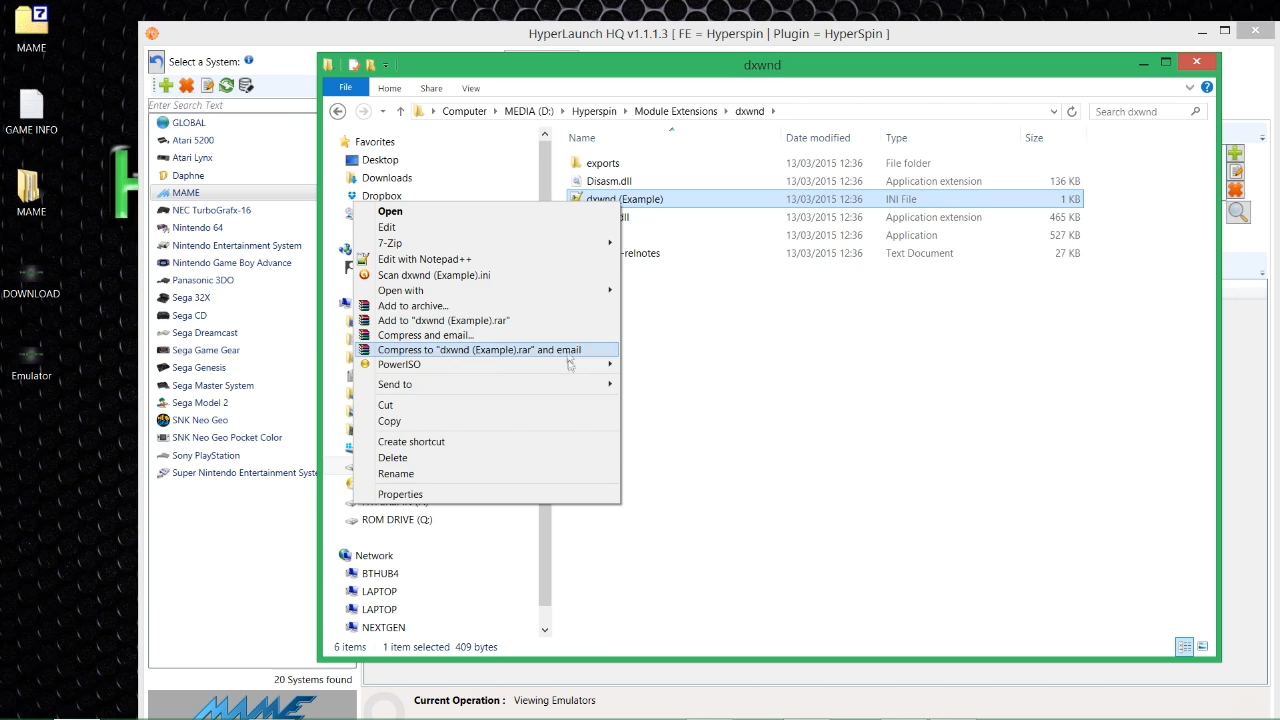 MAME
GAME INFO
MAME
DOWNLOAD
Emulator
HyperLaunch HQ v1.1.1.3 [ FE = Hyperspin | Plugin = HyperSpin ]
Select a System:
Enter Search Text
GLOBAL
Atari 5200
Atari Lynx
Daphne
MAME
NEC TurboGrafx-16
Nintendo 64
Nintendo Entertainment System
Nintendo Game Boy Advance
Panasonic 3DO
Sega 32X
Sega CD
Sega Dreamcast
Sega Game Gear
Sega Genesis
Sega Master System
Sega Model 2
SNK Neo Geo
SNK Neo Geo Pocket Color
Sony PlayStation
Super Nintendo Entertainment Syste
20 Systems found
MAME
dxwnd
File Home Share View
Computer MEDIA (D:) Hyperspin Module Extensions dxwnd
Search dxwnd
Favorites
Desktop
Downloads
Dropbox
Name Date modified Type Size
exports 13/03/2015 12:36 File folder
Disasm.dll 13/03/2015 12:36 Application extension 136 KB
dxwnd (Example) 13/03/2015 12:36 INI File 1 KB
dll 13/03/2015 12:36 Application extension 465 KB
13/03/2015 12:36 Application 527 KB
-relnotes 13/03/2015 12:36 Text Document 27 KB
Open
Edit
7-Zip
Edit with Notepad++
Scan dxwnd (Example).ini
Open with
Add to archive...
Add to "dxwnd (Example).rar"
Compress and email...
Compress to "dxwnd (Example).rar" and email
PowerISO
Send to
Cut
Copy
Create shortcut
Delete
Rename
Properties
ROM DRIVE (Q:)
Network
BTHUB4
LAPTOP
LAPTOP
NEXTGEN
6 items 1 item selected 409 bytes
Current Operation : Viewing Emulators